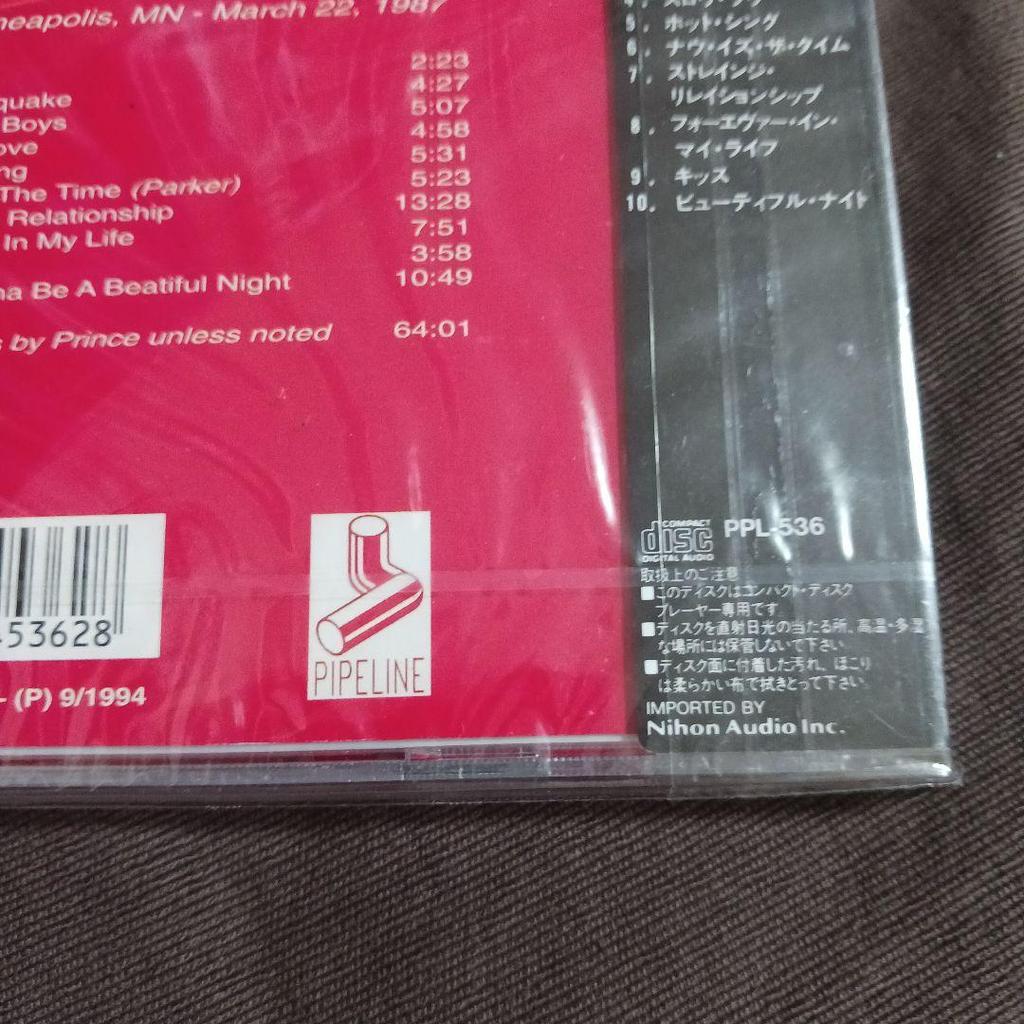 neapolis, MN - March 22, 1987
2:23
4:27
quake 5:07
Boys 4:58
ove 5:31
ng 5:23
The Time (Parker) 13:28
Relationship 7:51
In My Life 3:58
na Be A Beatiful Night 10:49
s by Prince unless noted 64:01
53628
- (P) 9/1994
PIPELINE
4. スロウ・ラヴ
5. ホット・シング
6. ナウ・イズ・ザ・タイム
7. ストレインジ・
リレイションシップ
8. フォーエヴァー・イン・
マイ・ライフ
9. キッス
10. ビューティフル・ナイト
COMPACT
disc
DIGITAL AUDIO
PPL-536
取扱上のご注意
■このディスクはコンパクト・ディスク
プレーヤー専用です
■ディスクを直射日光の当たる所、高温・多湿
な場所には保管しないで下さい
■ディスク面に付着した汚れ、ほこり
は柔らかい布で拭きとって下さい
IMPORTED BY
Nihon Audio Inc.